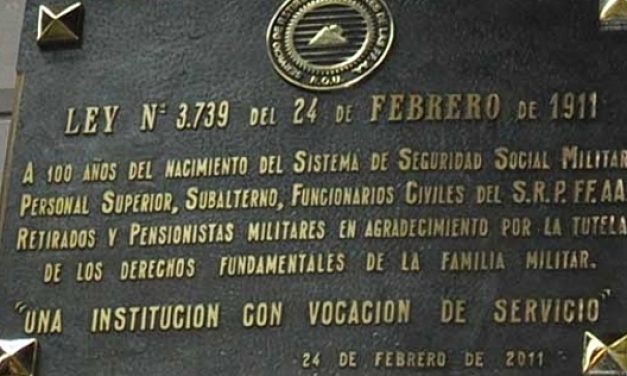 R.O.U.
LEY Nº 3.739 DEL 24 DE FEBRERO DE 1911
A 100 AÑOS DEL NACIMIENTO DEL SISTEMA DE SEGURIDAD SOCIAL MILITAR
PERSONAL SUPERIOR, SUBALTERNO, FUNCIONARIOS CIVILES DEL S.R.P. FF.AA
RETIRADOS Y PENSIONISTAS MILITARES EN AGRADECIMIENTO POR LA TUTELA
DE LOS DERECHOS FUNDAMENTALES DE LA FAMILIA MILITAR.
"UNA INSTITUCION CON VOCACION DE SERVICIO"
24 DE FEBRERO DE 2011